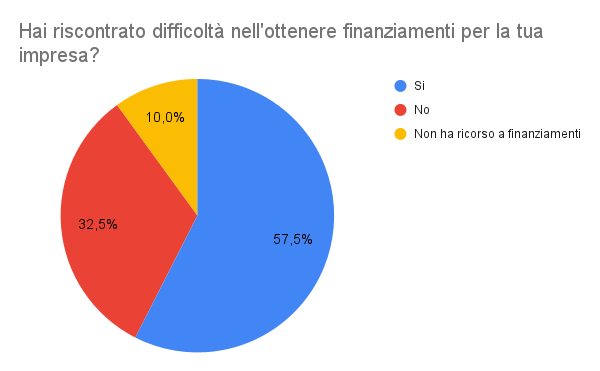 Hai riscontrato difficoltà nell'ottenere finanziamenti per la tua
impresa?
Si
No
Non ha ricorso a finanziamenti
10,0%
32,5%
57,5%